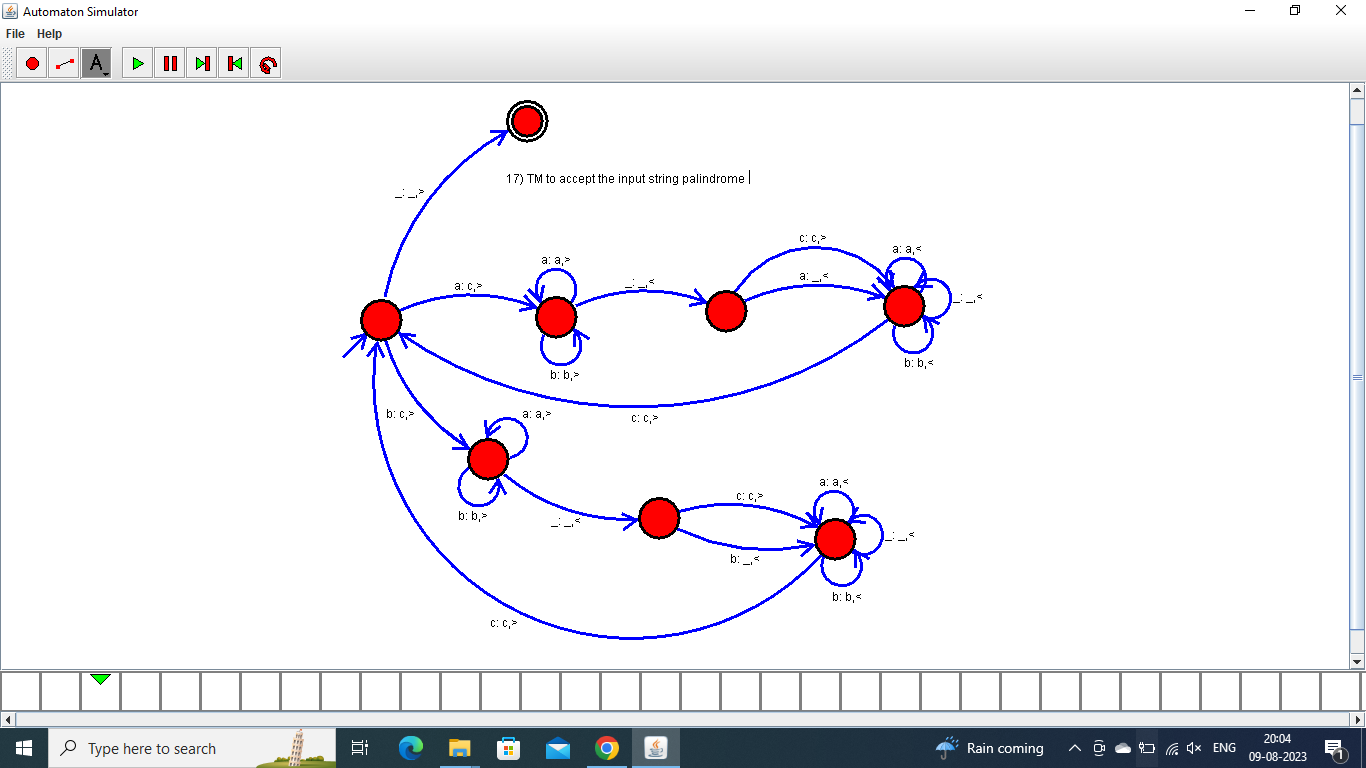 Automaton Simulator
File Help
A
_: _,>
17) TM to accept the input string palindrome
c: c,>
a: a,<
a: a,>
a: c,>
_: _,<
a: _,<
_: _,<
b: b,>
b: b,<
b: c,>
a: a,>
c: c,>
a: a,<
c: c,>
b: b,>
_: _,<
_: _,<
b: _,<
b: b,<
c: c,>
Type here to search
Rain coming
ENG
20:04
09-08-2023
1